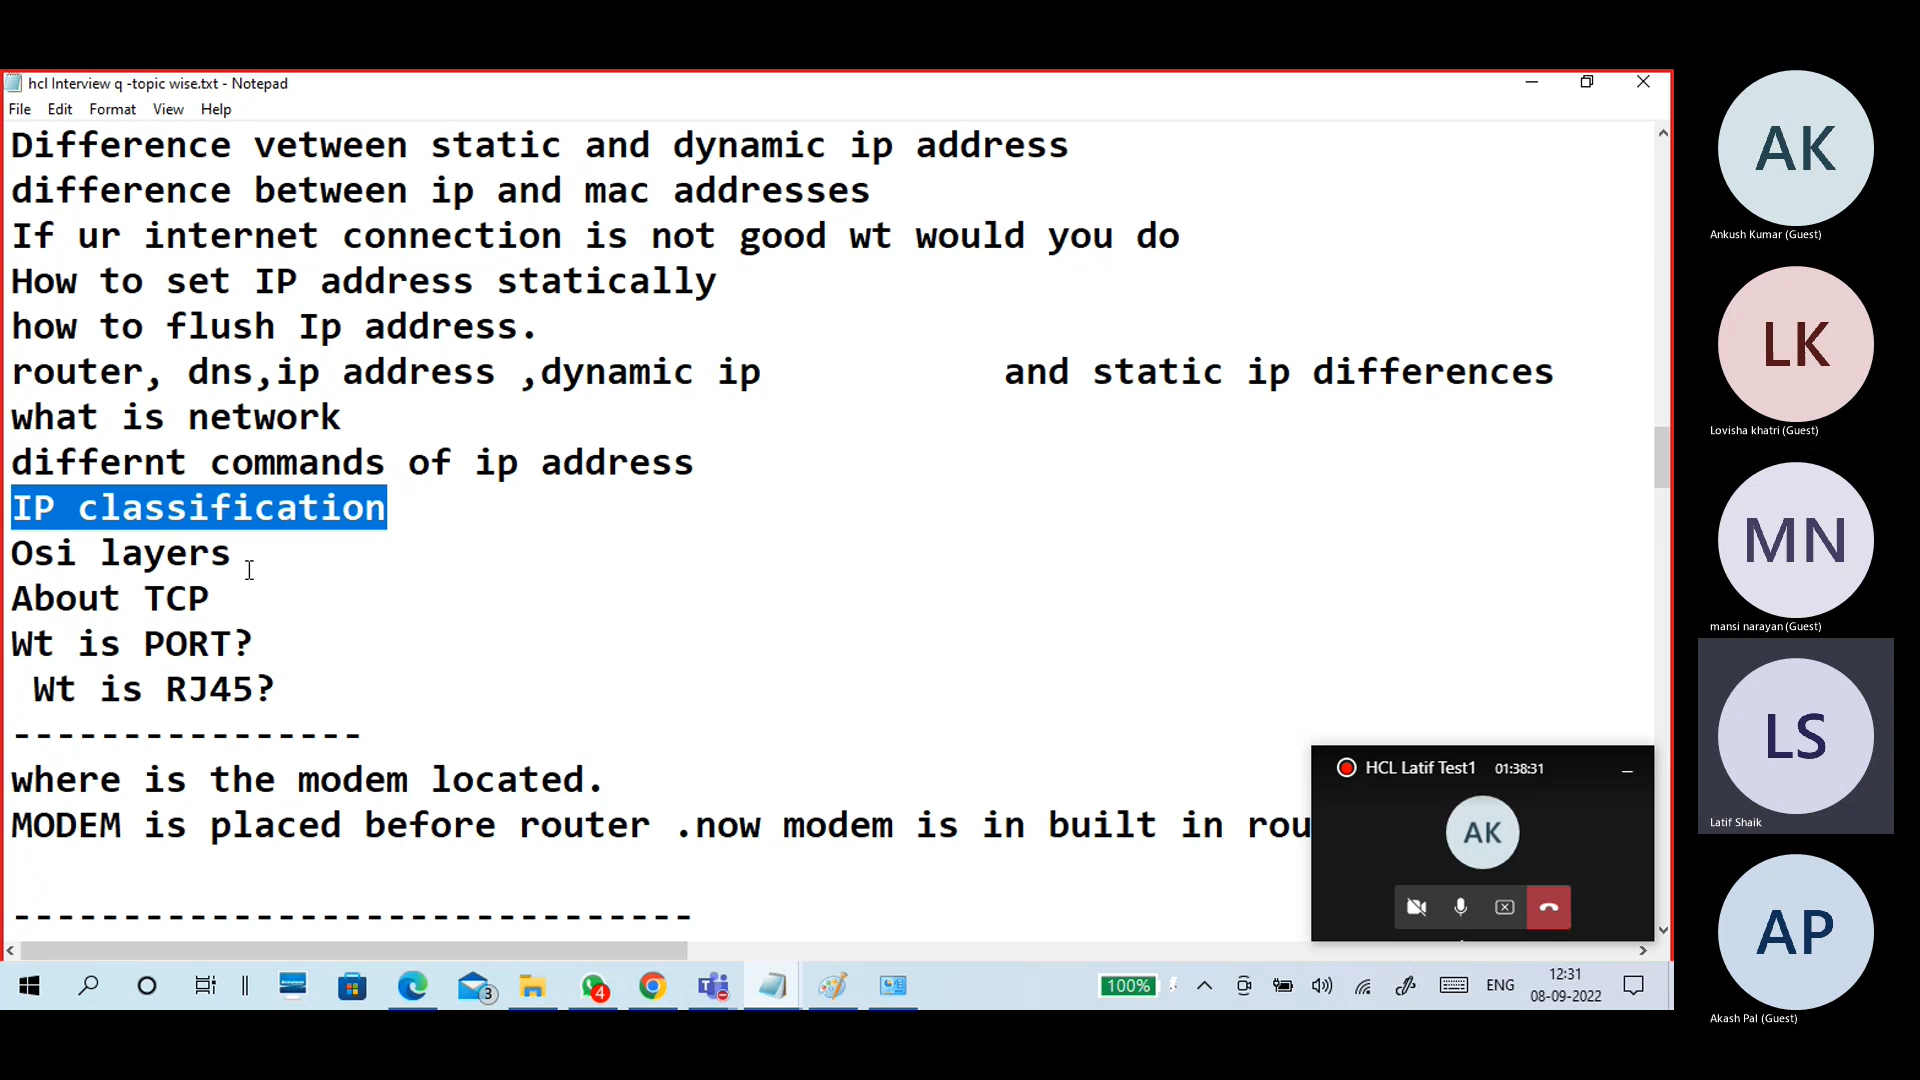 hcl Interview q -topic wise.txt - Notepad
File Edit Format View Help
Difference vetween static and dynamic ip address
difference between ip and mac addresses
If ur internet connection is not good wt would you do
How to set IP address statically
how to flush Ip address.
router, dns,ip address ,dynamic ip and static ip differences
what is network
differnt commands of ip address
IP classification
Osi layers
About TCP
Wt is PORT?
Wt is RJ45?
----------------
where is the modem located.
MODEM is placed before router .now modem is in built in rou
-------------------------------
HCL Latif Test1 01:38:31
AK
3
4
100%
ENG
12:31
08-09-2022
AK
Ankush Kumar (Guest)
LK
Lovisha khatri (Guest)
MN
mansi narayan (Guest)
LS
Latif Shaik
AP
Akash Pal (Guest)